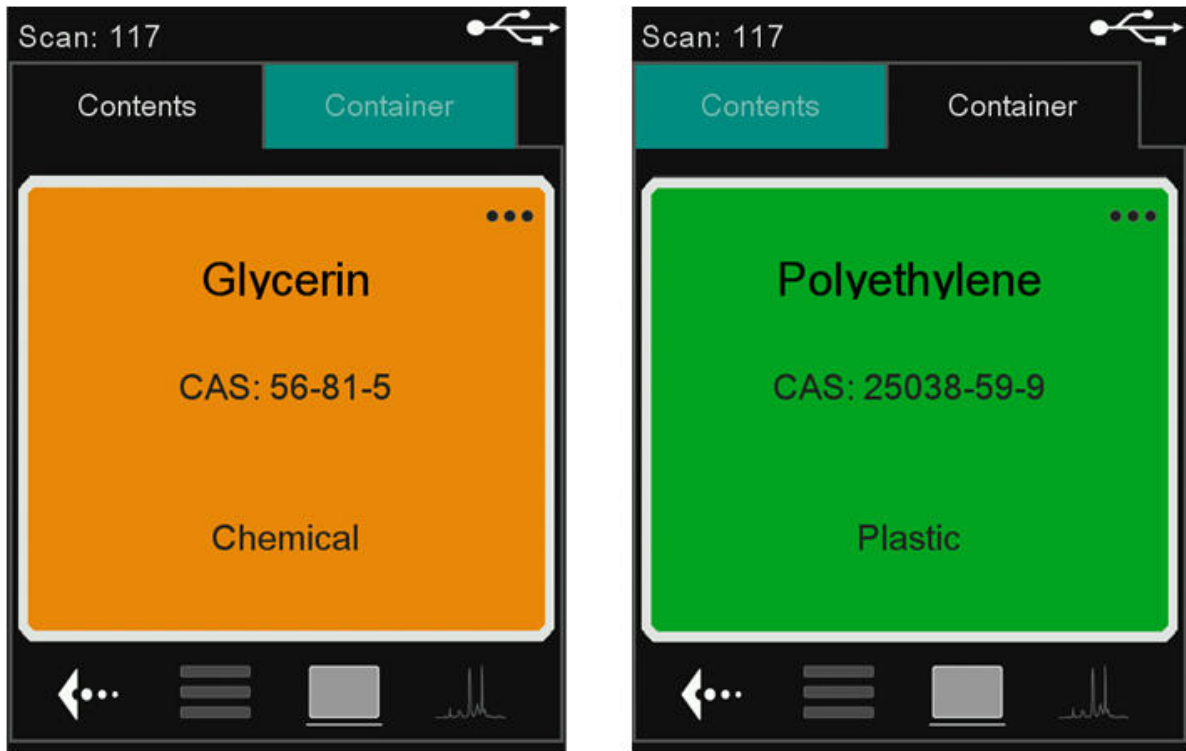 Scan: 117
Contents
Container
Glycerin
CAS: 56-81-5
Chemical
Scan: 117
Contents
Container
Polyethylene
CAS: 25038-59-9
Plastic